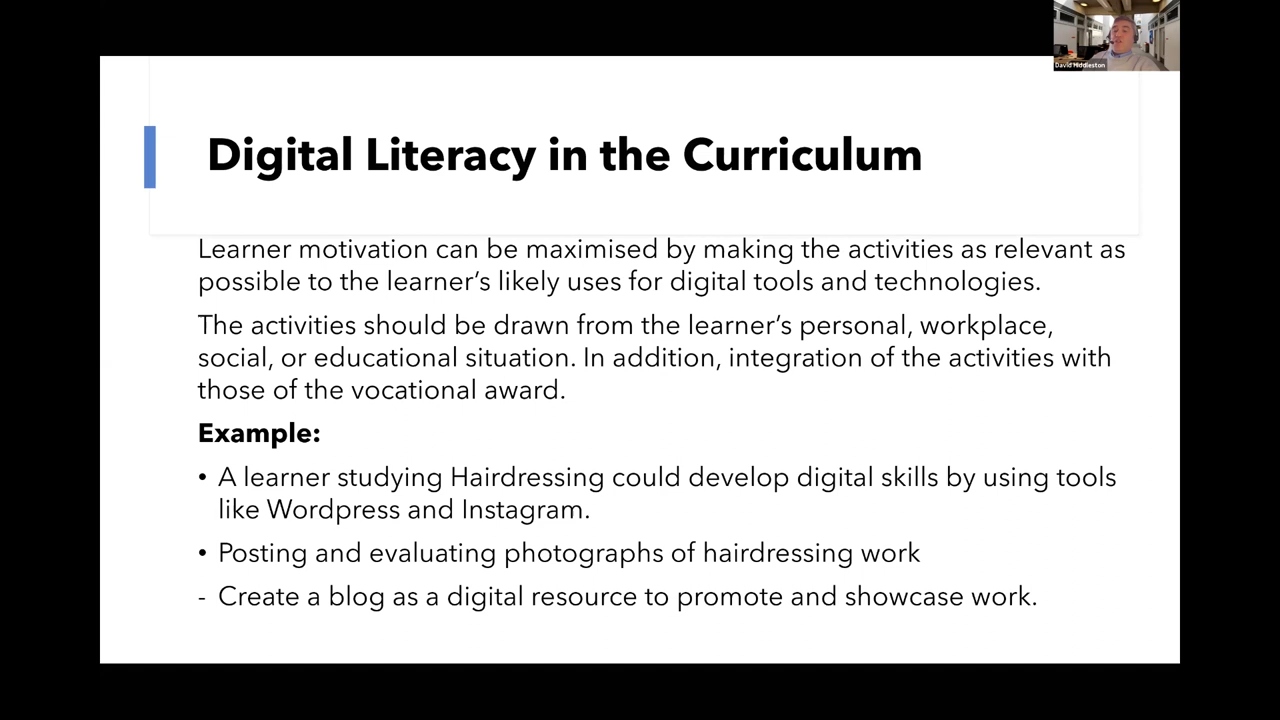 David Hiddleston
Digital Literacy in the Curriculum
Learner motivation can be maximised by making the activities as relevant as
possible to the learner’s likely uses for digital tools and technologies.
The activities should be drawn from the learner’s personal, workplace,
social, or educational situation. In addition, integration of the activities with
those of the vocational award.
Example:
• A learner studying Hairdressing could develop digital skills by using tools
like Wordpress and Instagram.
• Posting and evaluating photographs of hairdressing work
- Create a blog as a digital resource to promote and showcase work.